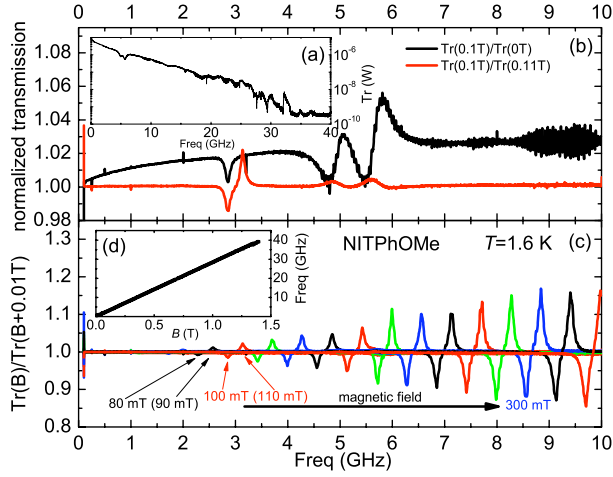 0 1 2 3 4 5 6 7 8 9 10
normalized transmission
1.08
1.06
1.04
1.02
1.00
0.98
(a)
10^-6
10^-8
10^-10
Tr (W)
0 10 20 30 40
Freq (GHz)
(b)
Tr(0.1T)/Tr(0T)
Tr(0.1T)/Tr(0.11T)
Tr(B)/Tr(B+0.01T)
1.3
1.2
1.1
1.0
0.9
0.8
(d)
40
30
20
10
Freq (GHz)
0.0 0.5 1.0 1.5
B (T)
NITPhOMe T=1.6 K (c)
80 mT (90 mT)
100 mT (110 mT)
magnetic field
300 mT
0 1 2 3 4 5 6 7 8 9 10
Freq (GHz)